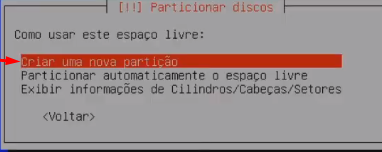 [!!] Particionar discos
Como usar este espaço livre:
Criar uma nova partição
Particionar automaticamente o espaço livre
Exibir informações de Cilindros/Cabeças/Setores
<Voltar>